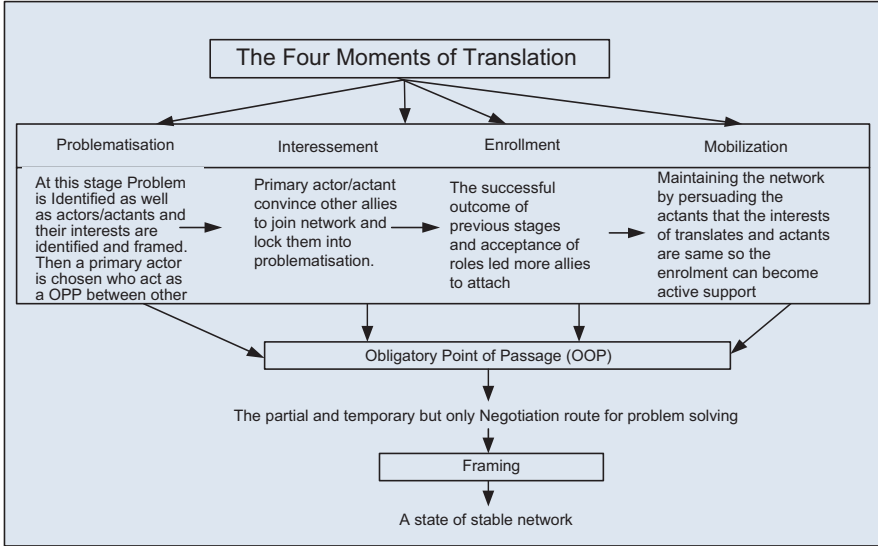 The Four Moments of Translation
Problematisation
Interessement
Enrollment
Mobilization
At this stage Problem
is Identified as well
as actors/actants and
their interests are
identified and framed.
Then a primary actor
is chosen who act as
a OPP between other
Primary actor/actant
convince other allies
to join network and
lock them into
problematisation.
The successful
outcome of
previous stages
and acceptance of
roles led more allies
to attach
Maintaining the network
by persuading the
actants that the interests
of translates and actants
are same so the
enrolment can become
active support
Obligatory Point of Passage (OOP)
The partial and temporary but only Negotiation route for problem solving
Framing
A state of stable network